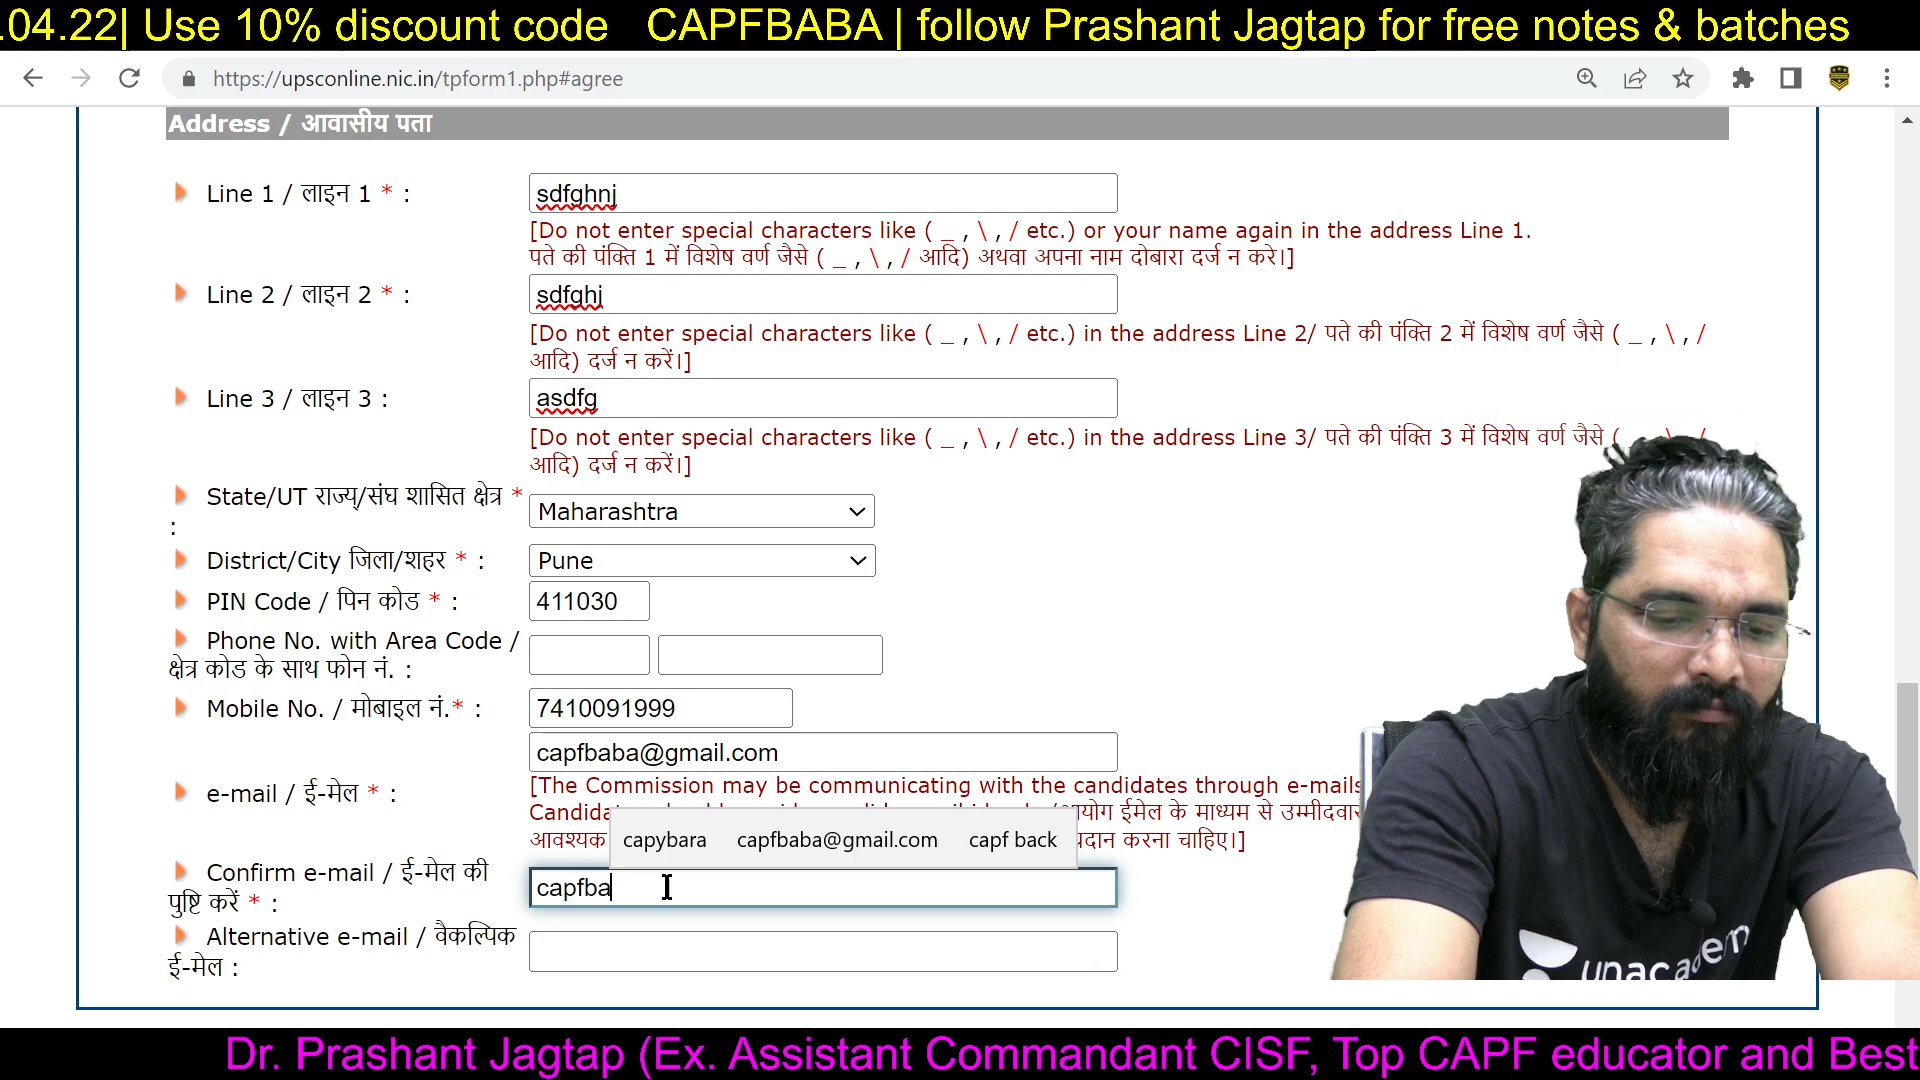 .04.22| Use 10% discount code CAPFBABA | follow Prashant Jagtap for free notes & batches
https://upsconline.nic.in/tpform1.php#agree
Address / आवासीय पता
Line 1 / लाइन 1 * :
sdfghnj
[Do not enter special characters like ( _ , \ , / etc.) or your name again in the address Line 1.
पते की पंक्ति 1 में विशेष वर्ण जैसे ( _ , \ , / आदि) अथवा अपना नाम दोबारा दर्ज न करे।]
Line 2 / लाइन 2 * :
sdfghj
[Do not enter special characters like ( _ , \ , / etc.) in the address Line 2/ पते की पंक्ति 2 में विशेष वर्ण जैसे ( _ , \ , /
आदि) दर्ज न करें।]
Line 3 / लाइन 3 :
asdfg
[Do not enter special characters like ( _ , \ , / etc.) in the address Line 3/ पते की पंक्ति 3 में विशेष वर्ण जैसे (
आदि) दर्ज न करें।]
State/UT राज्य/संघ शासित क्षेत्र *
:
Maharashtra
District/City जिला/शहर * :
Pune
PIN Code / पिन कोड * :
411030
Phone No. with Area Code /
क्षेत्र कोड के साथ फोन नं. :
Mobile No. / मोबाइल नं.* :
7410091999
capfbaba@gmail.com
e-mail / ई-मेल * :
[The Commission may be communicating with the candidates through e-mails
आयोग ईमेल के माध्यम से
आवश्यक
प्रदान करना चाहिए।]
capybara capfbaba@gmail.com capf back
Confirm e-mail / ई-मेल की
पुष्टि करें * :
capfba
Alternative e-mail / वैकल्पिक
ई-मेल :
unacadem
Dr. Prashant Jagtap (Ex. Assistant Commandant CISF, Top CAPF educator and Best